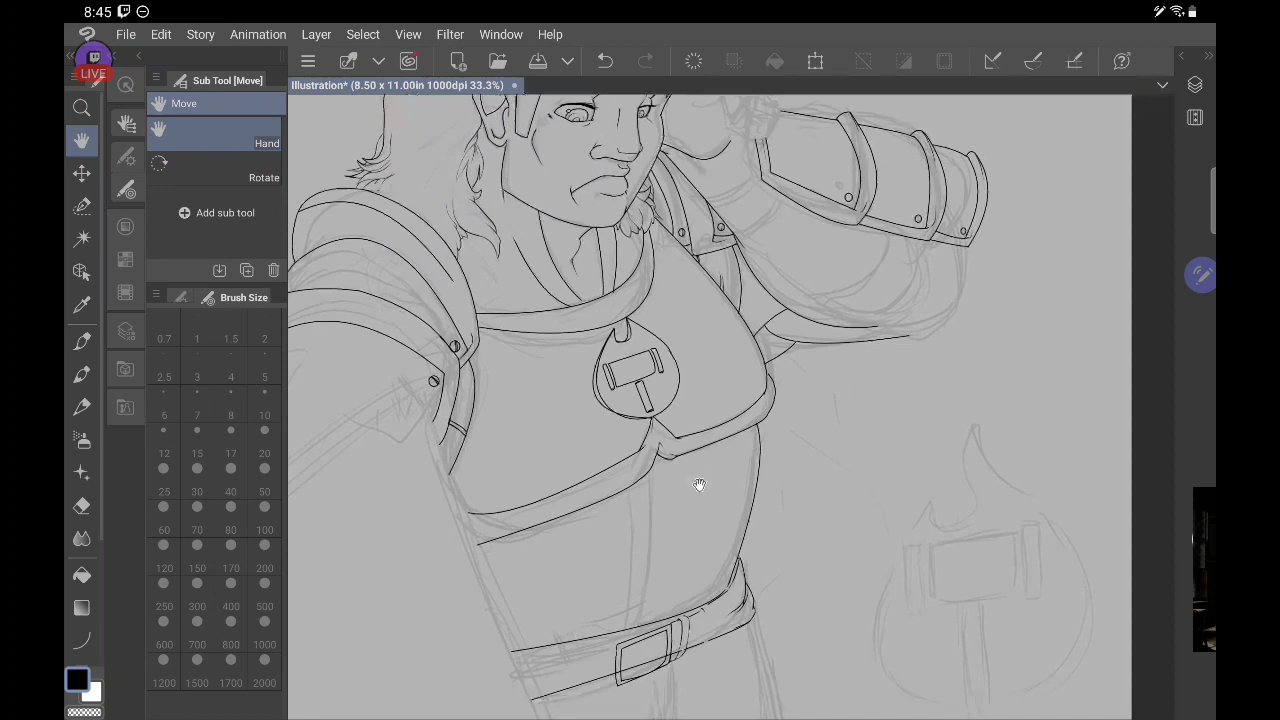 8:45
File Edit Story Animation Layer Select View Filter Window Help
LIVE
Sub Tool [Move]
Illustration* (8.50 x 11.00in 1000dpi 33.3%)
Move
Hand
Rotate
Add sub tool
Brush Size
0.7 1 1.5 2
2.5 3 4 5
6 7 8 10
12 15 17 20
25 30 40 50
60 70 80 100
120 150 170 200
250 300 400 500
600 700 800 1000
1200 1500 1700 2000